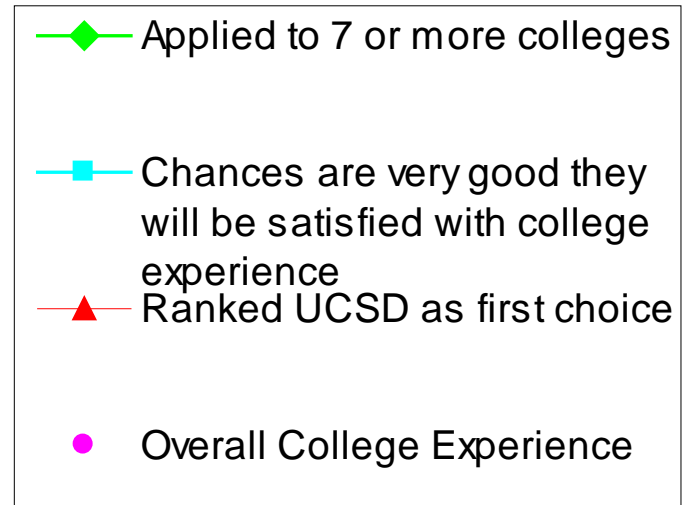 Applied to 7 or more colleges
Chances are very good they
will be satisfied with college
experience
Ranked UCSD as first choice
Overall College Experience